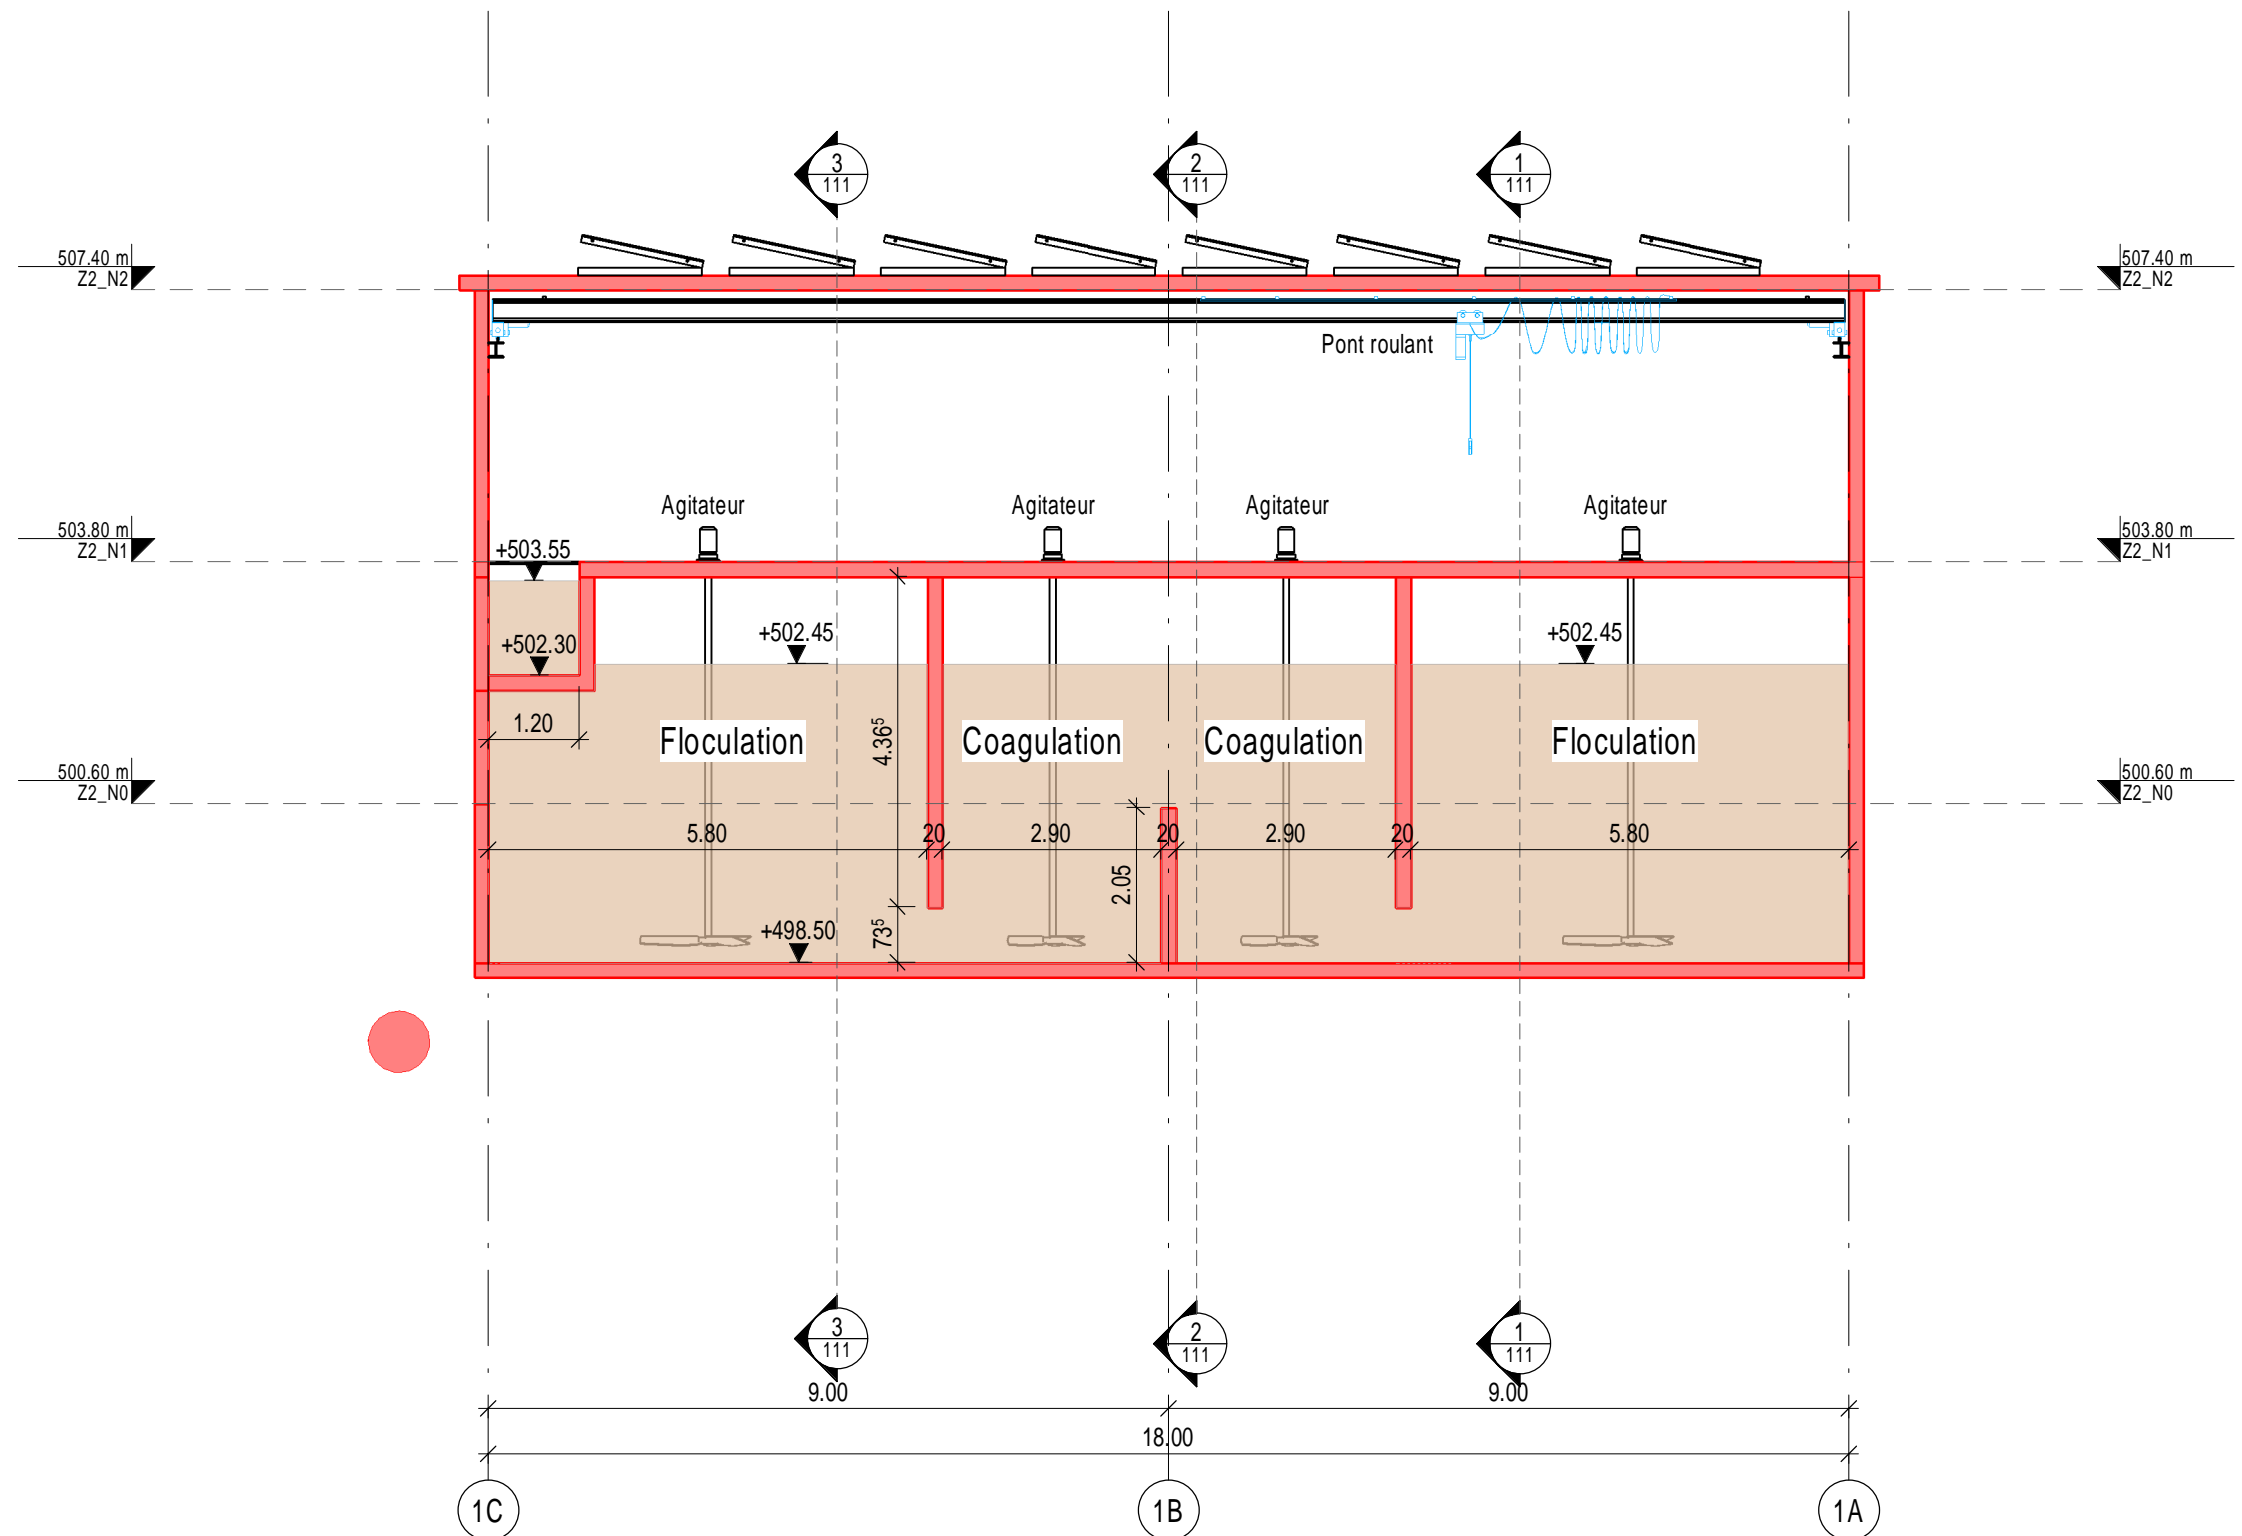 3
111
2
111
1
111
507.40 m
Z2_N2
507.40 m
Z2_N2
Pont roulant
Agitateur
Agitateur
Agitateur
Agitateur
503.80 m
Z2_N1
503.80 m
Z2_N1
+503.55
+502.30
+502.45
+502.45
1.20
4.36⁵
Floculation
Coagulation
Coagulation
Floculation
500.60 m
Z2_N0
500.60 m
Z2_N0
5.80
20
2.90
20
2.90
20
5.80
2.05
+498.50
73⁵
3
111
2
111
1
111
9.00
9.00
18.00
1C
1B
1A